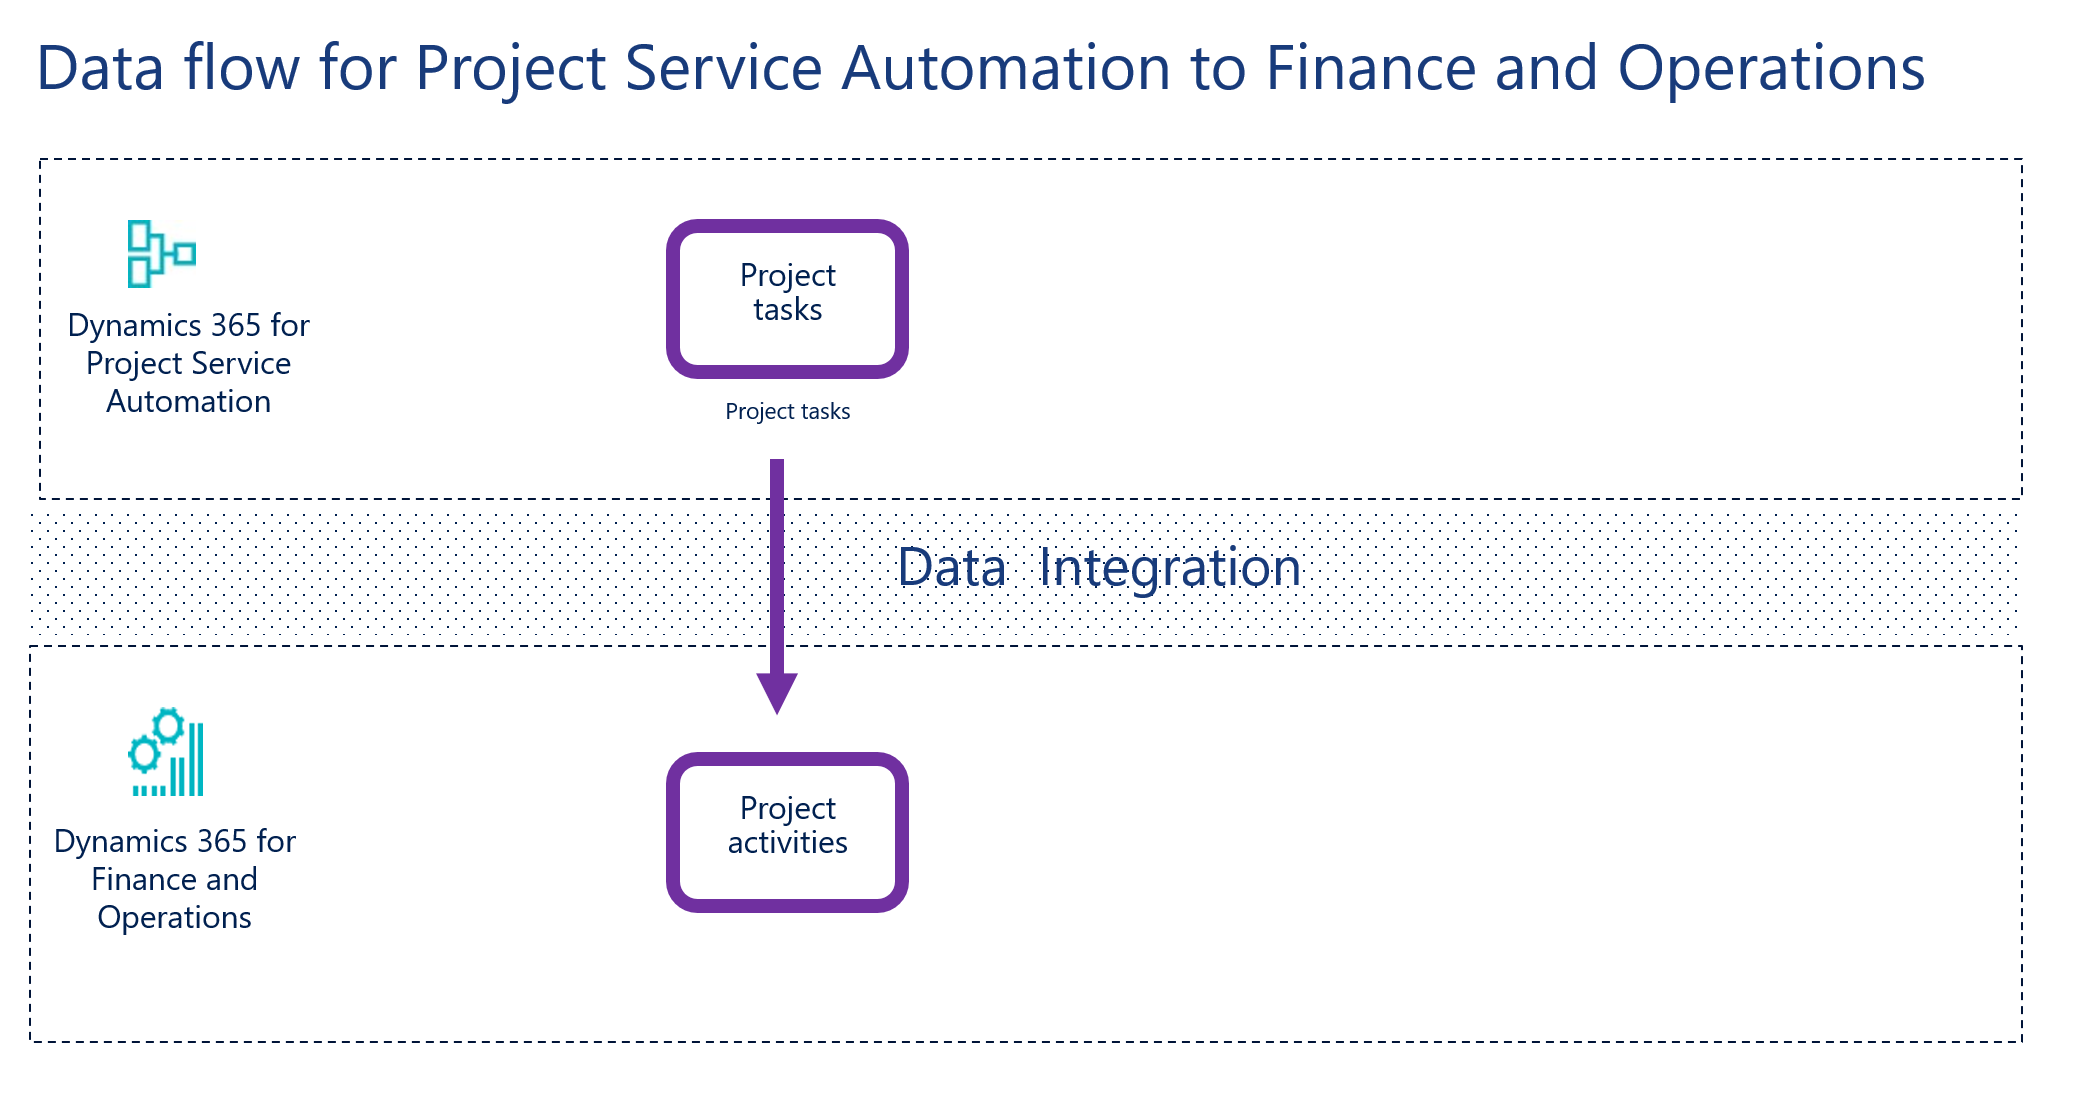 Data flow for Project Service Automation to Finance and Operations
Dynamics 365 for
Project Service
Automation
Project
tasks
Project tasks
Data Integration
Dynamics 365 for
Finance and
Operations
Project
activities